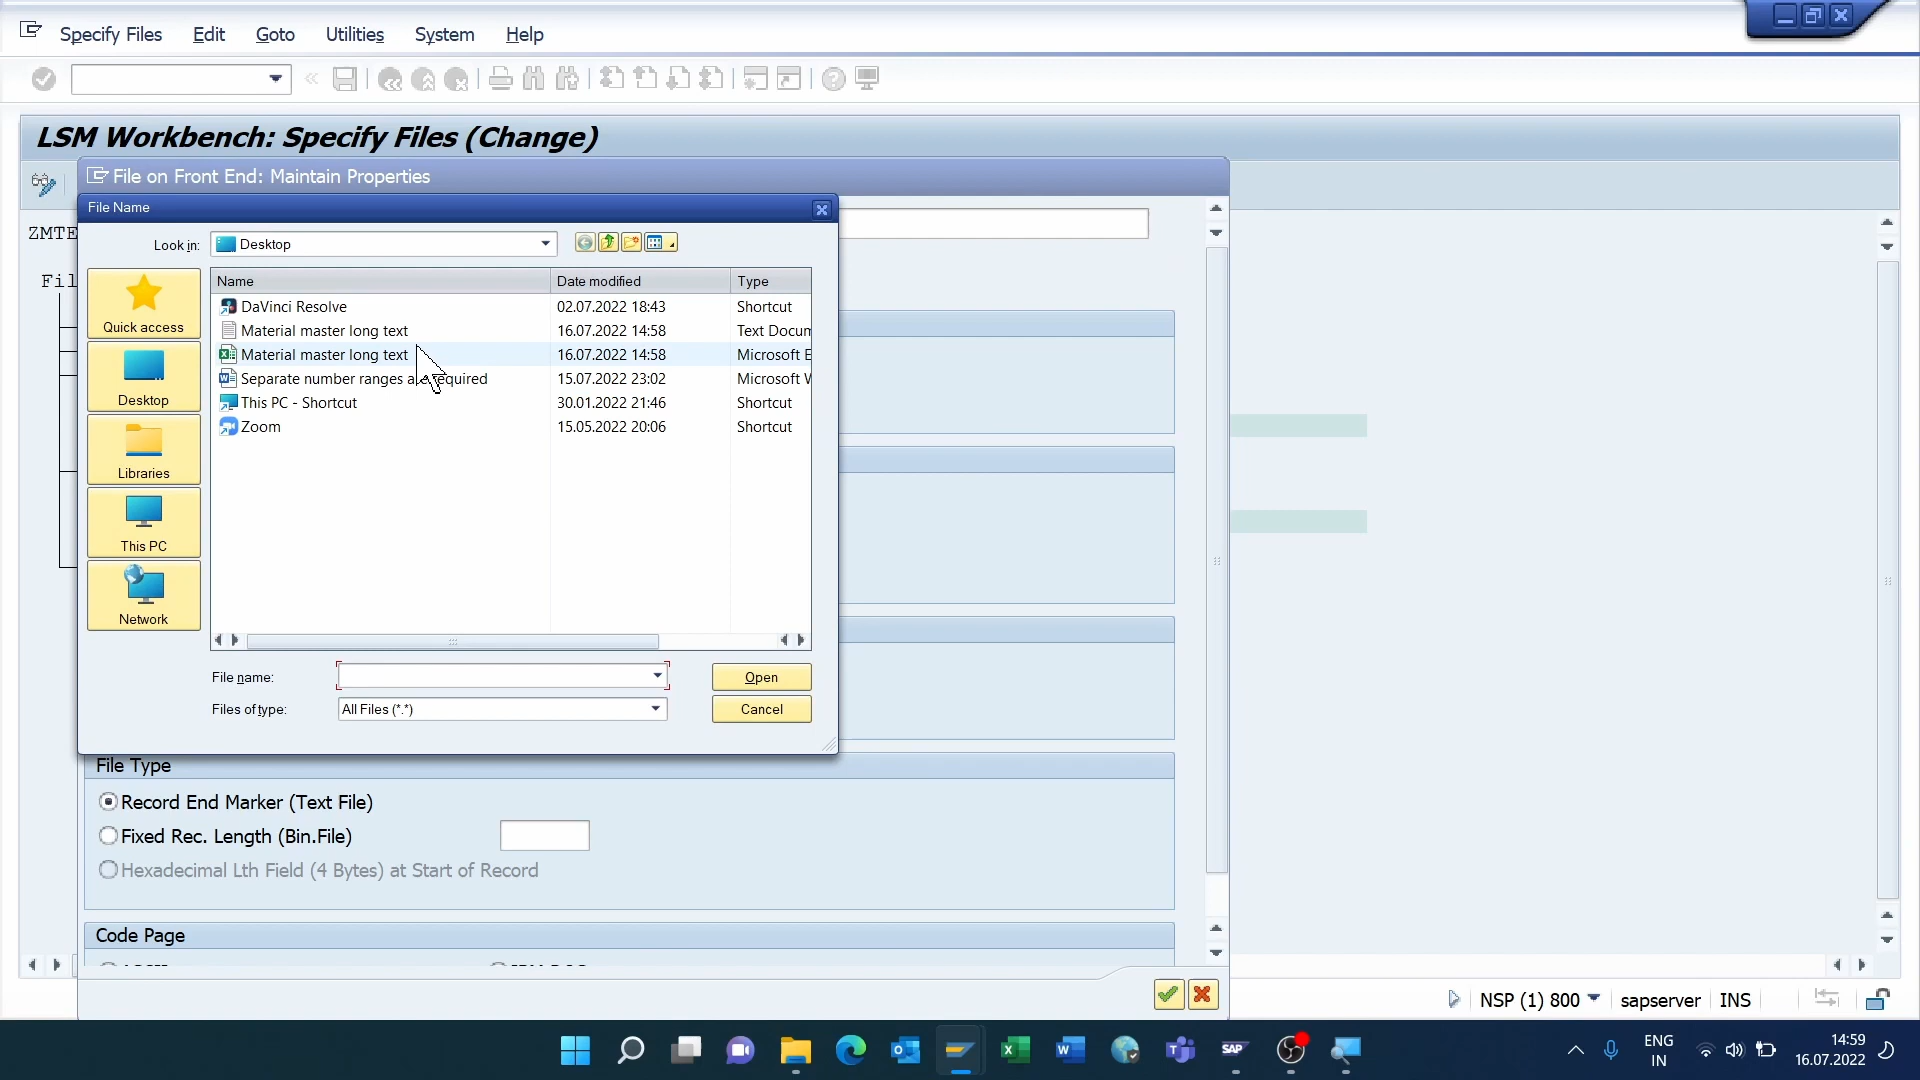 Specify Files Edit Goto Utilities System Help
LSM Workbench: Specify Files (Change)
File on Front End: Maintain Properties
File Name
ZMTE
Look in: Desktop
Fil
Name Date modified Type
Quick access
DaVinci Resolve 02.07.2022 18:43 Shortcut
Material master long text 16.07.2022 14:58 Text Docum
Material master long text 16.07.2022 14:58 Microsoft E
Separate number ranges a required 15.07.2022 23:02 Microsoft W
This PC - Shortcut 30.01.2022 21:46 Shortcut
Zoom 15.05.2022 20:06 Shortcut
Desktop
Libraries
This PC
Network
File name: Open
Files of type: All Files (*.*) Cancel
File Type
Record End Marker (Text File)
Fixed Rec. Length (Bin.File)
Hexadecimal Lth Field (4 Bytes) at Start of Record
Code Page
NSP (1) 800 sapserver INS
SAP
ENG
IN
14:59
16.07.2022